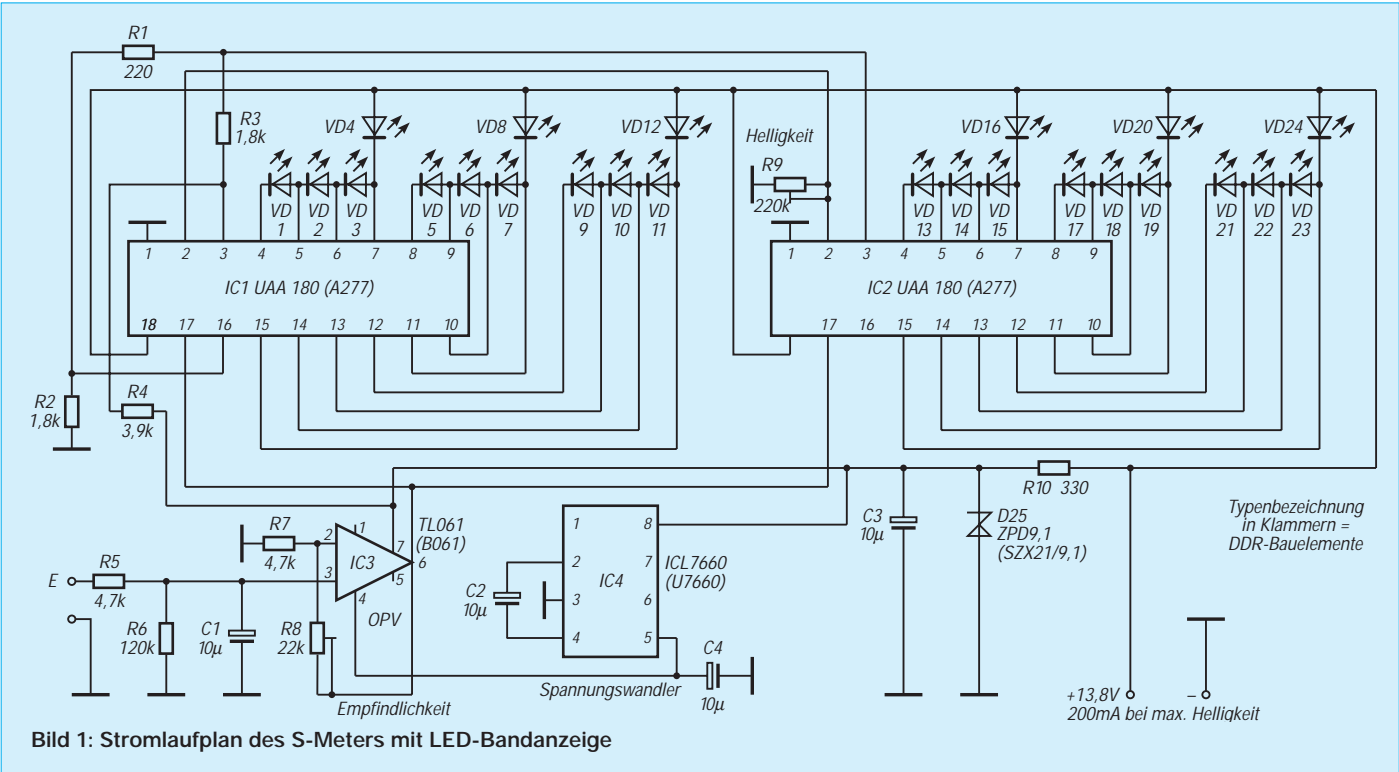 R1
220
R3
1,8k
VD4
VD8
VD12
Helligkeit
R9
220k
VD16
VD20
VD24
VD 1
VD 2
VD 3
VD 5
VD 6
VD 7
VD 9
VD 10
VD 11
VD 13
VD 14
VD 15
VD 17
VD 18
VD 19
VD 21
VD 22
VD 23
1 2 3 4 5 6 7 8 9
IC1 UAA 180 (A277)
18 17 16 15 14 13 12 11 10
1 2 3 4 5 6 7 8 9
IC2 UAA 180 (A277)
17 16 15 14 13 12 11 10
R2
1,8k
R4
3,9k
R10 330
Typenbezeichnung
in Klammern =
DDR-Bauelemente
R7
4,7k
2
1
7
TL061
(B061)
6
IC3
3
5
4
OPV
E
R5
4,7k
R6
120k
C1
10µ
R8
22k
Empfindlichkeit
C2
10µ
1 8
2 7
IC4
3 6
4 5
ICL7660
(U7660)
Spannungswandler
C4
10µ
C3
10µ
D25
ZPD9,1
(SZX21/9,1)
+13,8V
–
200mA bei max. Helligkeit
Bild 1: Stromlaufplan des S-Meters mit LED-Bandanzeige